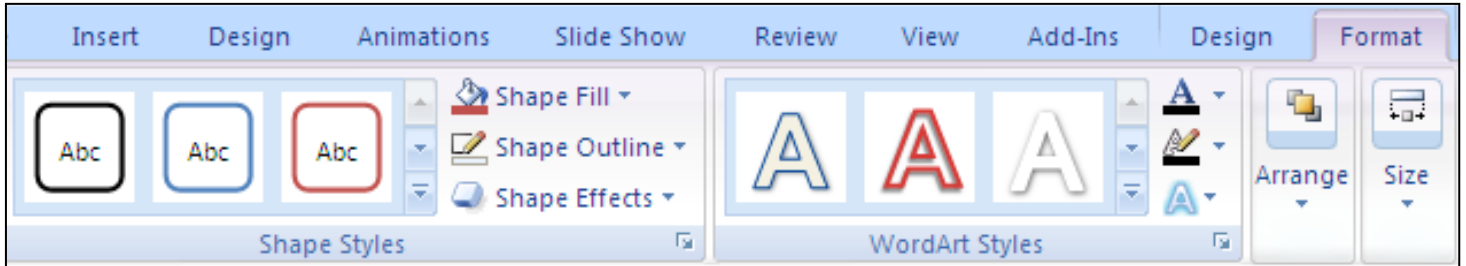 Insert Design Animations Slide Show Review View Add-Ins Design Format
Abc Abc Abc
Shape Fill
Shape Outline
Shape Effects
Shape Styles
A A A
A
A
A
WordArt Styles
Arrange
Size